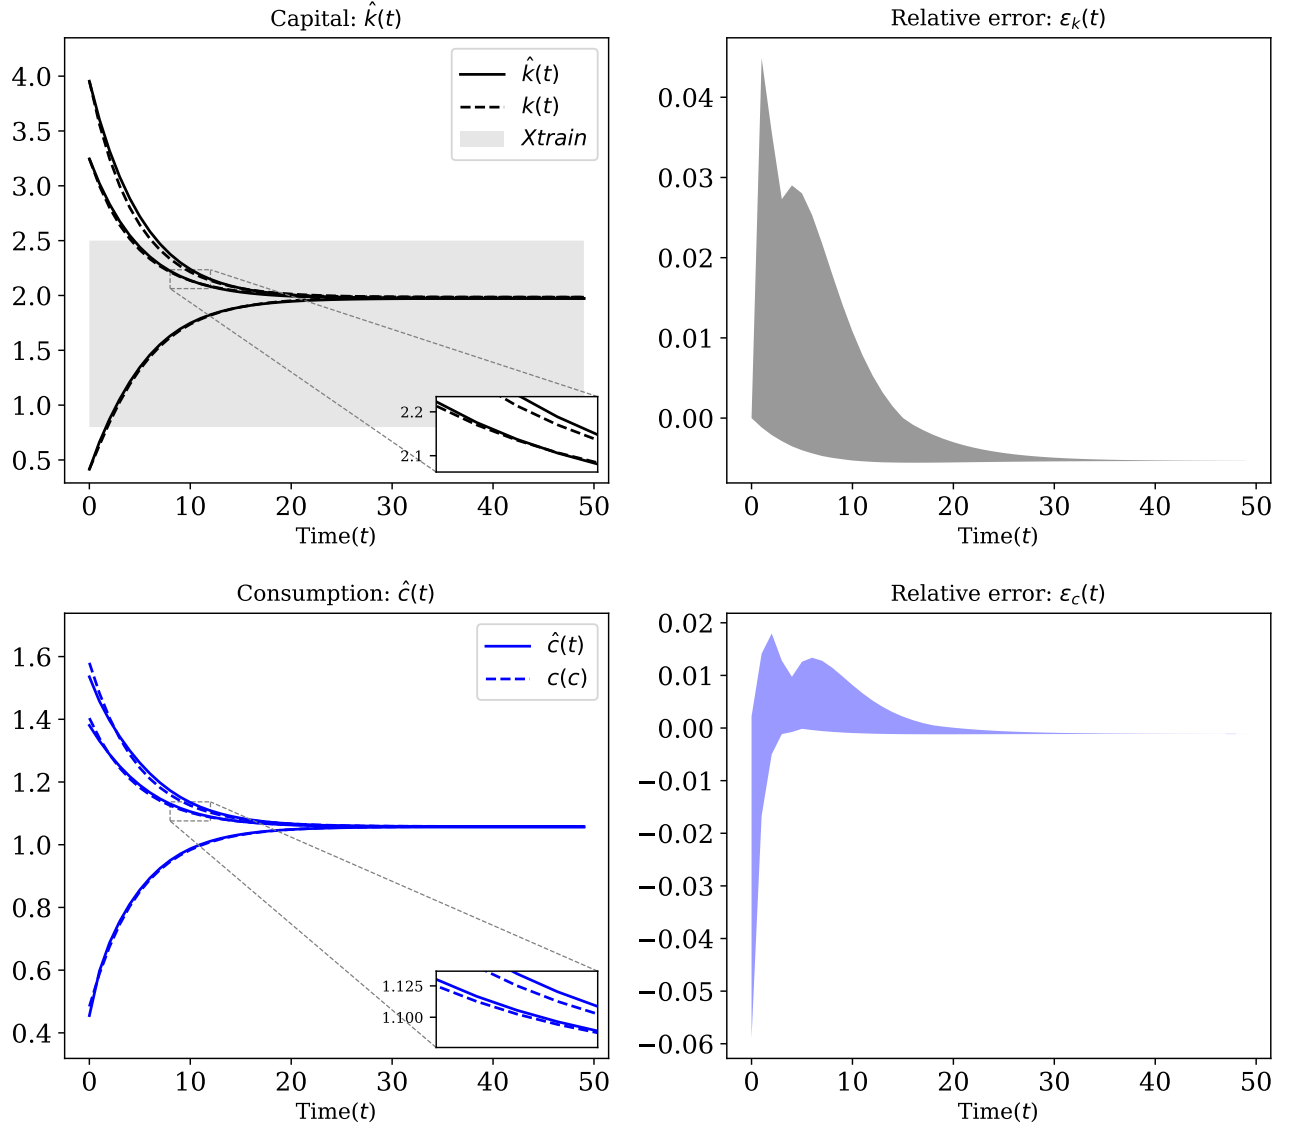 Capital: k̂(t)
4.0
3.5
3.0
2.5
2.0
1.5
1.0
0.5
k̂(t)
k(t)
Xtrain
2.2
2.1
0 10 20 30 40 50
Time(t)
Relative error: εₖ(t)
0.04
0.03
0.02
0.01
0.00
0 10 20 30 40 50
Time(t)
Consumption: ĉ(t)
1.6
1.4
1.2
1.0
0.8
0.6
0.4
ĉ(t)
c(c)
1.125
1.100
0 10 20 30 40 50
Time(t)
Relative error: ε_c(t)
0.02
0.01
0.00
−0.01
−0.02
−0.03
−0.04
−0.05
−0.06
0 10 20 30 40 50
Time(t)